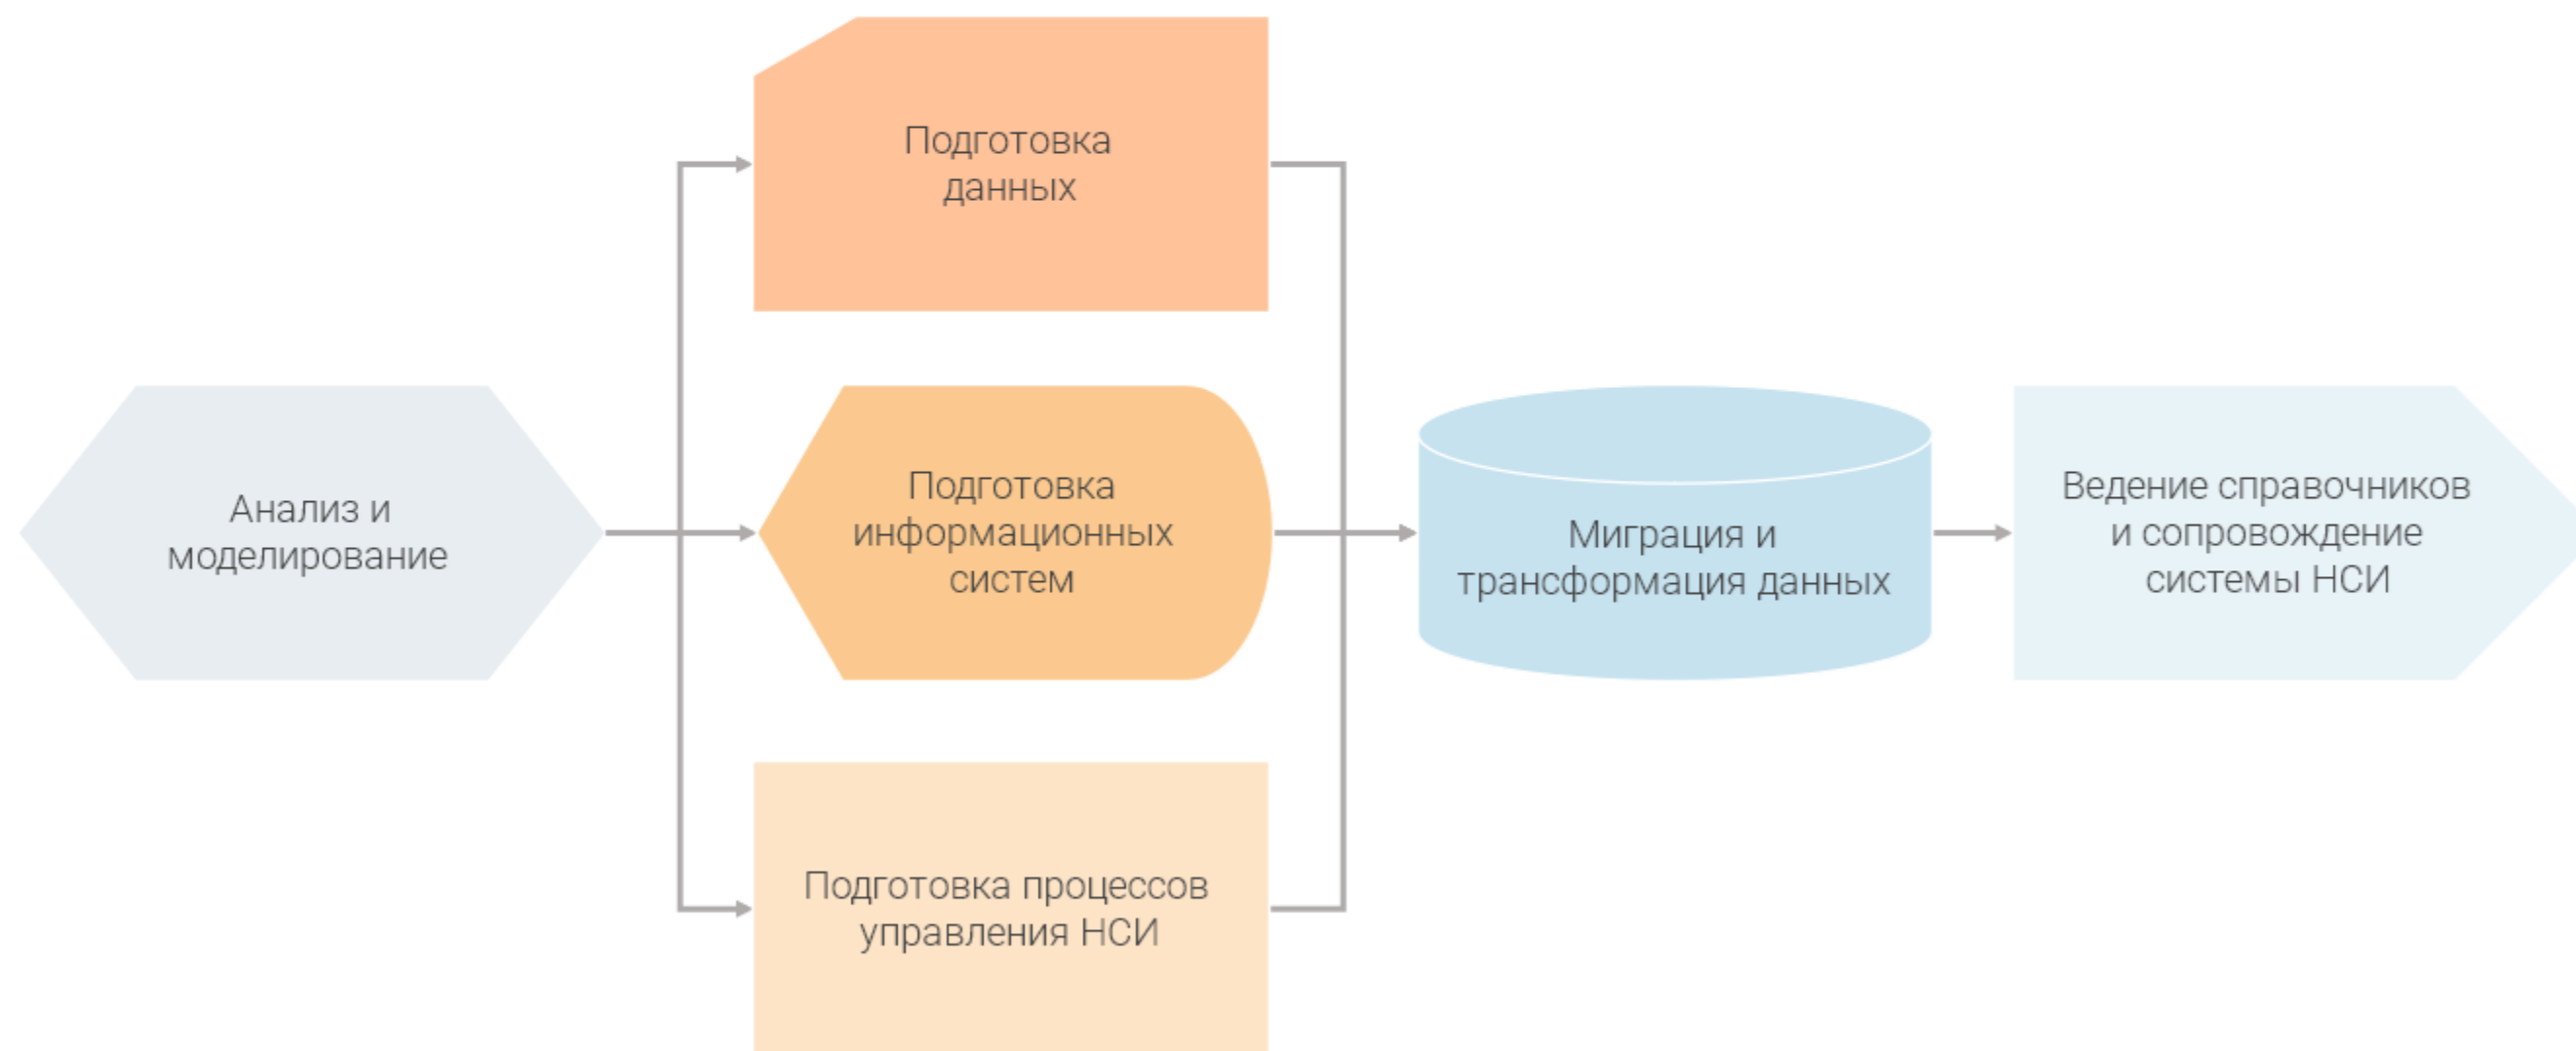 Анализ и
моделирование
Подготовка
данных
Подготовка
информационных
систем
Подготовка процессов
управления НСИ
Миграция и
трансформация данных
Ведение справочников
и сопровождение
системы НСИ